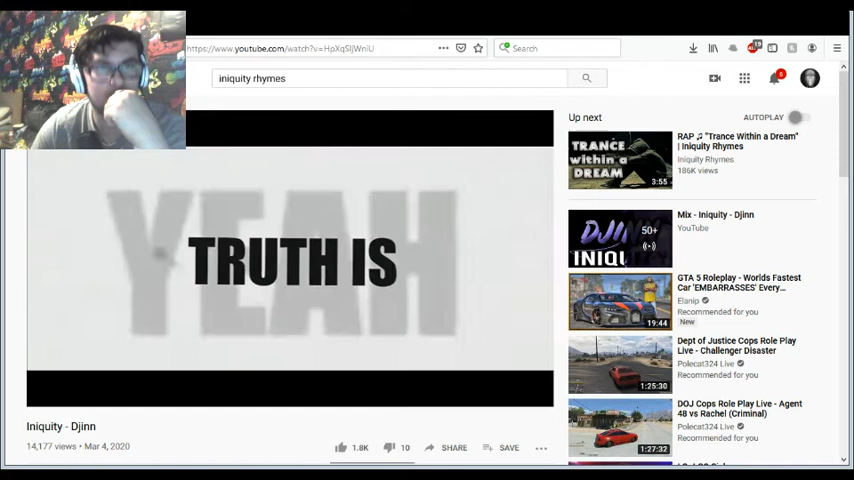 https://www.youtube.com/watch?v=HpXqSIjWniU
Search
19
iniquity rhymes
6
YEAH
TRUTH IS
Up next
AUTOPLAY
TRANCE
within a
DREAM
3:55
RAP ♫ "Trance Within a Dream"
| Iniquity Rhymes
Iniquity Rhymes
186K views
DJINN
INIQU
50+
Mix - Iniquity - Djinn
YouTube
19:44
GTA 5 Roleplay - Worlds Fastest
Car 'EMBARRASSES' Every...
Elanip
Recommended for you
New
1:25:30
Dept of Justice Cops Role Play
Live - Challenger Disaster
Polecat324 Live
Recommended for you
1:27:32
DOJ Cops Role Play Live - Agent
48 vs Rachel (Criminal)
Polecat324 Live
Recommended for you
Iniquity - Djinn
14,177 views • Mar 4, 2020
1.8K
10
SHARE
SAVE